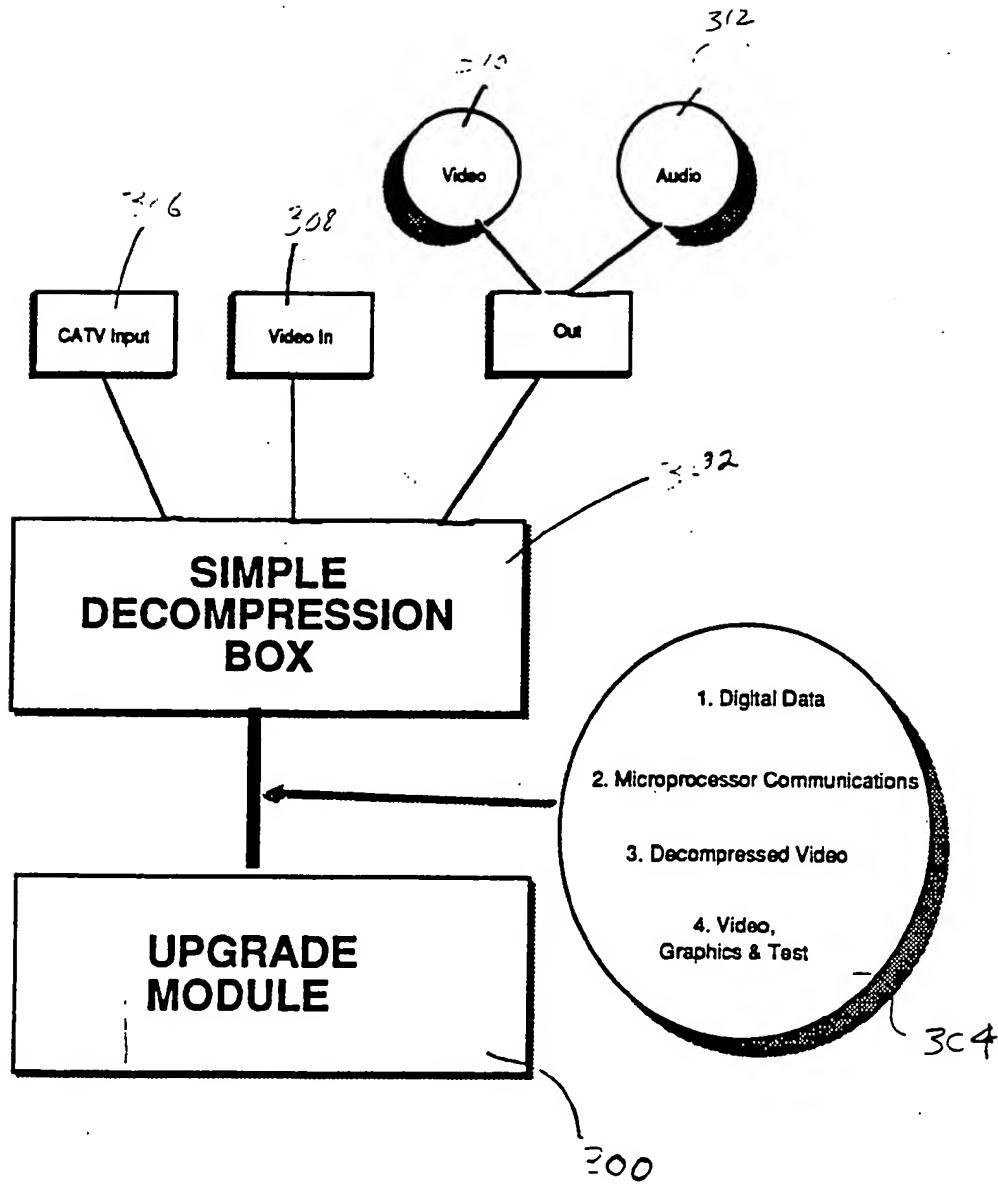 312
Video
Audio
308
CATV Input
Video In
Out
SIMPLE
DECOMPRESSION
BOX
1. Digital Data
2. Microprocessor Communications
3. Decompressed Video
4. Video,
Graphics & Test
UPGRADE
MODULE
304
300